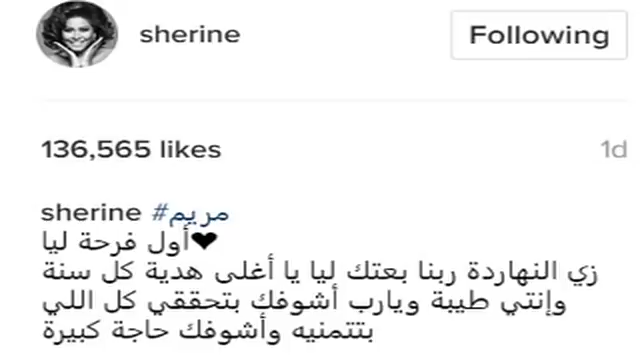 sherine
Following
136,565 likes
1d
sherine #مريم
أول فرحة ليا❤
زي النهاردة ربنا بعتك ليا يا أغلى هدية كل سنة
وإنتي طيبة ويارب أشوفك بتحققي كل اللي
بتتمنيه وأشوفك حاجة كبيرة